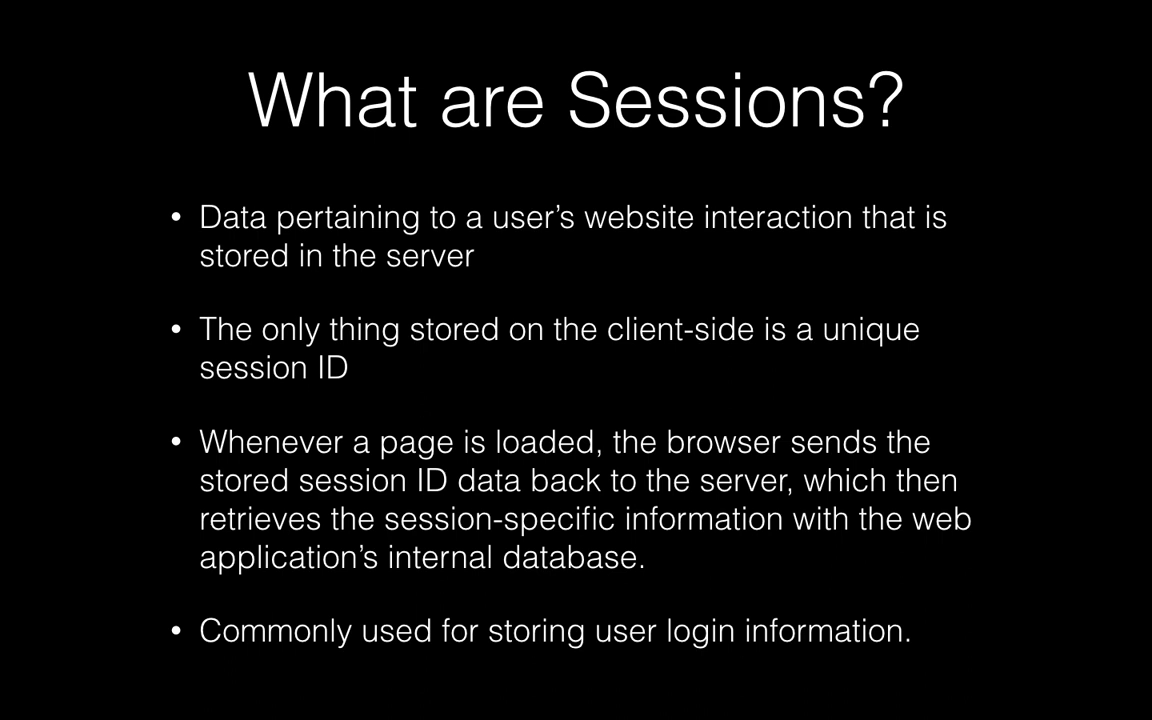 What are Sessions?
• Data pertaining to a user’s website interaction that is
stored in the server
• The only thing stored on the client-side is a unique
session ID
• Whenever a page is loaded, the browser sends the
stored session ID data back to the server, which then
retrieves the session-specific information with the web
application’s internal database.
• Commonly used for storing user login information.